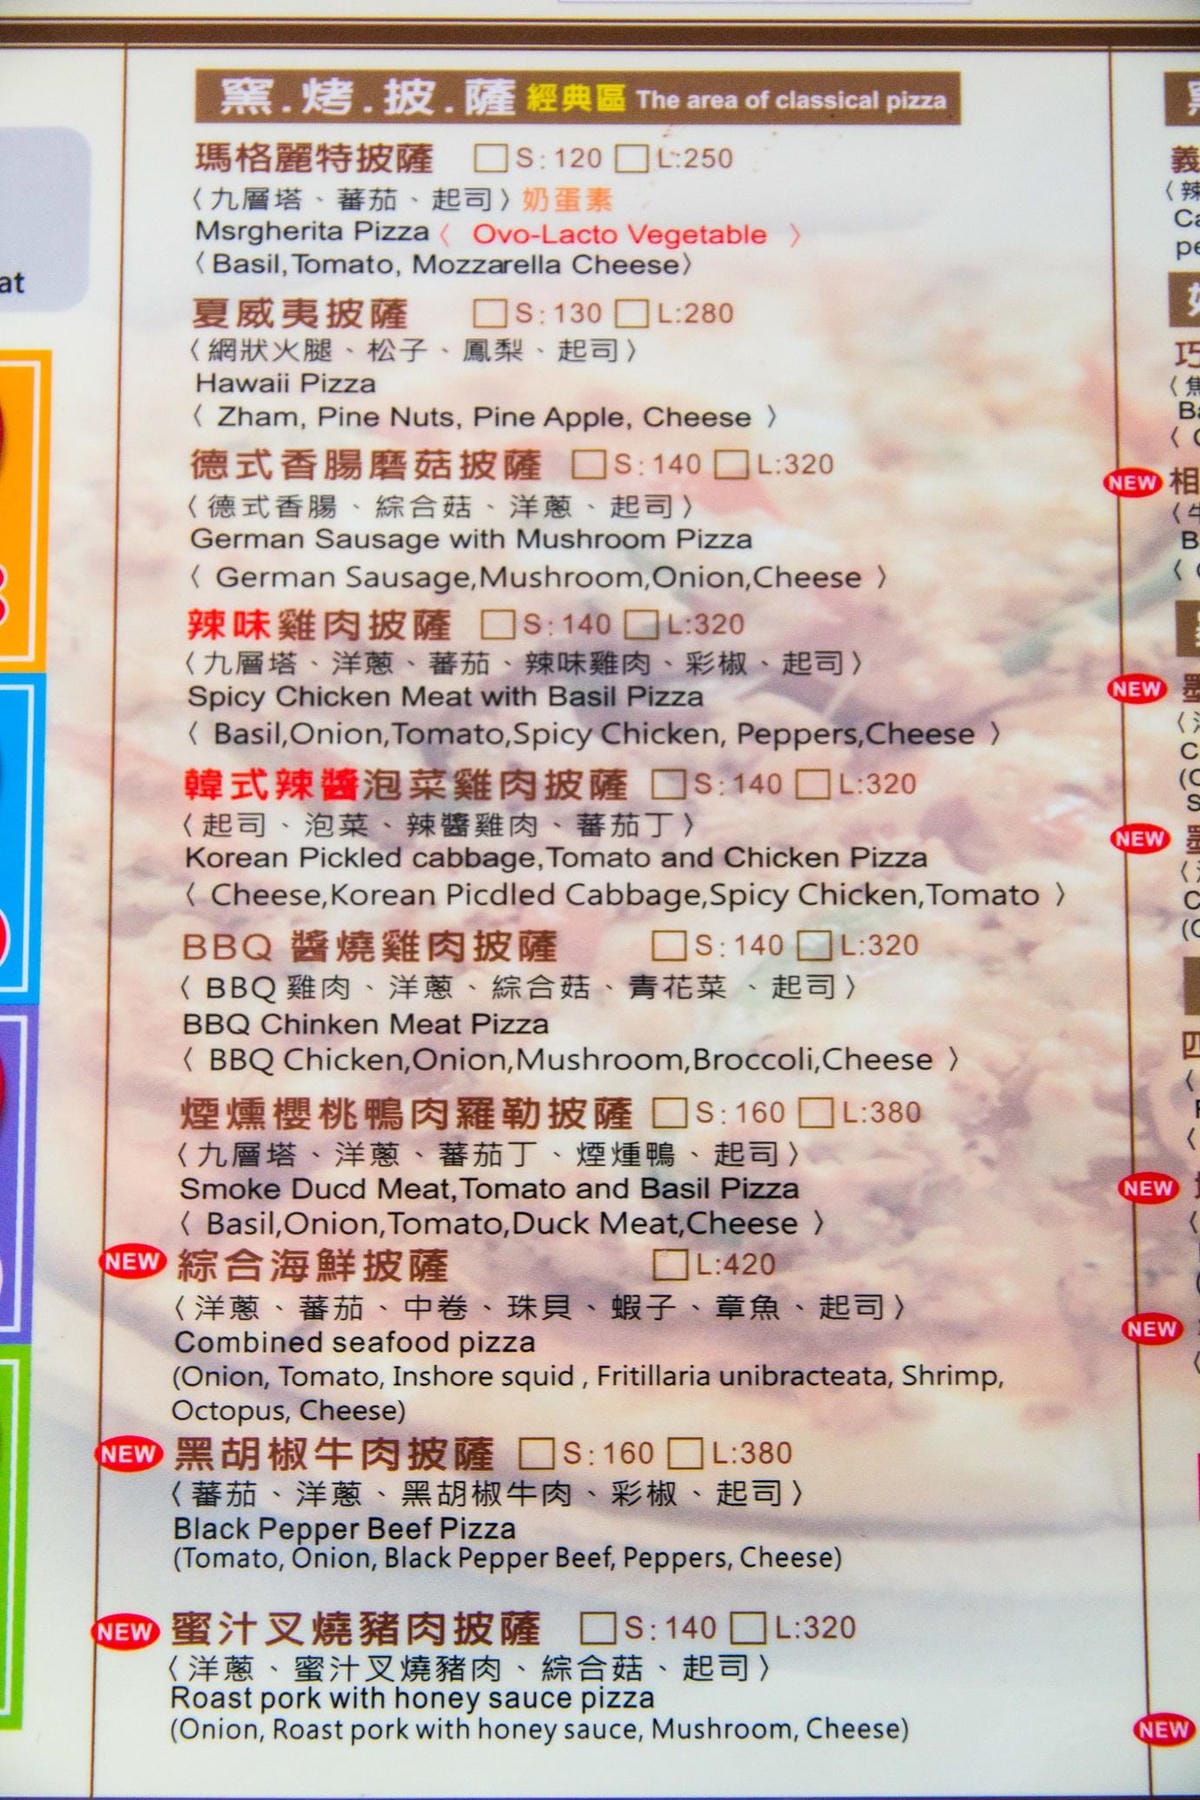 窯.烤.披.薩 經典區 The area of classical pizza
瑪格麗特披薩 S:120 L:250
〈九層塔、蕃茄、起司〉奶蛋素
Msrgherita Pizza〈 Ovo-Lacto Vegetable 〉
〈Basil,Tomato, Mozzarella Cheese〉
夏威夷披薩 S:130 L:280
〈網狀火腿、松子、鳳梨、起司〉
Hawaii Pizza
〈 Zham, Pine Nuts, Pine Apple, Cheese 〉
德式香腸磨菇披薩 S:140 L:320
〈德式香腸、綜合菇、洋蔥、起司〉
German Sausage with Mushroom Pizza
〈 German Sausage,Mushroom,Onion,Cheese 〉
辣味雞肉披薩 S:140 L:320
〈九層塔、洋蔥、蕃茄、辣味雞肉、彩椒、起司〉
Spicy Chicken Meat with Basil Pizza
〈 Basil,Onion,Tomato,Spicy Chicken, Peppers,Cheese 〉
韓式辣醬泡菜雞肉披薩 S:140 L:320
〈起司、泡菜、辣醬雞肉、蕃茄丁〉
Korean Pickled cabbage,Tomato and Chicken Pizza
〈 Cheese,Korean Picdled Cabbage,Spicy Chicken,Tomato 〉
BBQ 醬燒雞肉披薩 S:140 L:320
〈 BBQ 雞肉、洋蔥、綜合菇、青花菜 、起司〉
BBQ Chinken Meat Pizza
〈 BBQ Chicken,Onion,Mushroom,Broccoli,Cheese 〉
煙燻櫻桃鴨肉羅勒披薩 S:160 L:380
〈九層塔、洋蔥、蕃茄丁、煙燻鴨、起司〉
Smoke Ducd Meat,Tomato and Basil Pizza
〈 Basil,Onion,Tomato,Duck Meat,Cheese 〉
NEW 綜合海鮮披薩 L:420
〈洋蔥、蕃茄、中卷、珠貝、蝦子、章魚、起司〉
Combined seafood pizza
(Onion, Tomato, Inshore squid , Fritillaria unibracteata, Shrimp,
Octopus, Cheese)
NEW 黑胡椒牛肉披薩 S:160 L:380
〈蕃茄、洋蔥、黑胡椒牛肉、彩椒、起司〉
Black Pepper Beef Pizza
(Tomato, Onion, Black Pepper Beef, Peppers, Cheese)
NEW 蜜汁叉燒豬肉披薩 S:140 L:320
〈洋蔥、蜜汁叉燒豬肉、綜合菇、起司〉
Roast pork with honey sauce pizza
(Onion, Roast pork with honey sauce, Mushroom, Cheese)
at
NEW
NEW
NEW
NEW
NEW
NEW